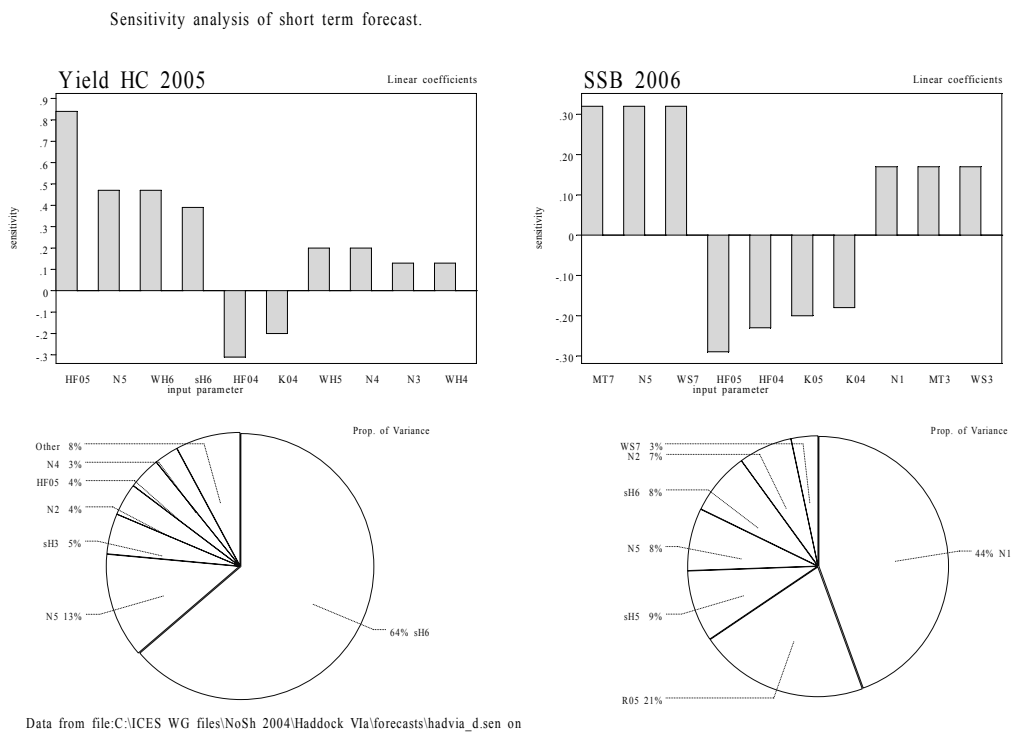 Sensitivity analysis of short term forecast.
Yield HC 2005
Linear coefficients
.9
.8
.7
.6
.5
.4
.3
.2
.1
0
-.1
-.2
-.3
sensitivity
HF05 N5 WH6 sH6 HF04 K04 WH5 N4 N3 WH4
input parameter
SSB 2006
Linear coefficients
.30
.20
.10
0
-.10
-.20
-.30
sensitivity
MT7 N5 WS7 HF05 HF04 K05 K04 N1 MT3 WS3
input parameter
Prop. of Variance
Other 8%
N4 3%
HF05 4%
N2 4%
sH3 5%
N5 13%
64% sH6
Prop. of Variance
WS7 3%
N2 7%
sH6 8%
N5 8%
sH5 9%
R05 21%
44% N1
Data from file:C:\ICES WG files\NoSh 2004\Haddock VIa\forecasts\hadvia_d.sen on